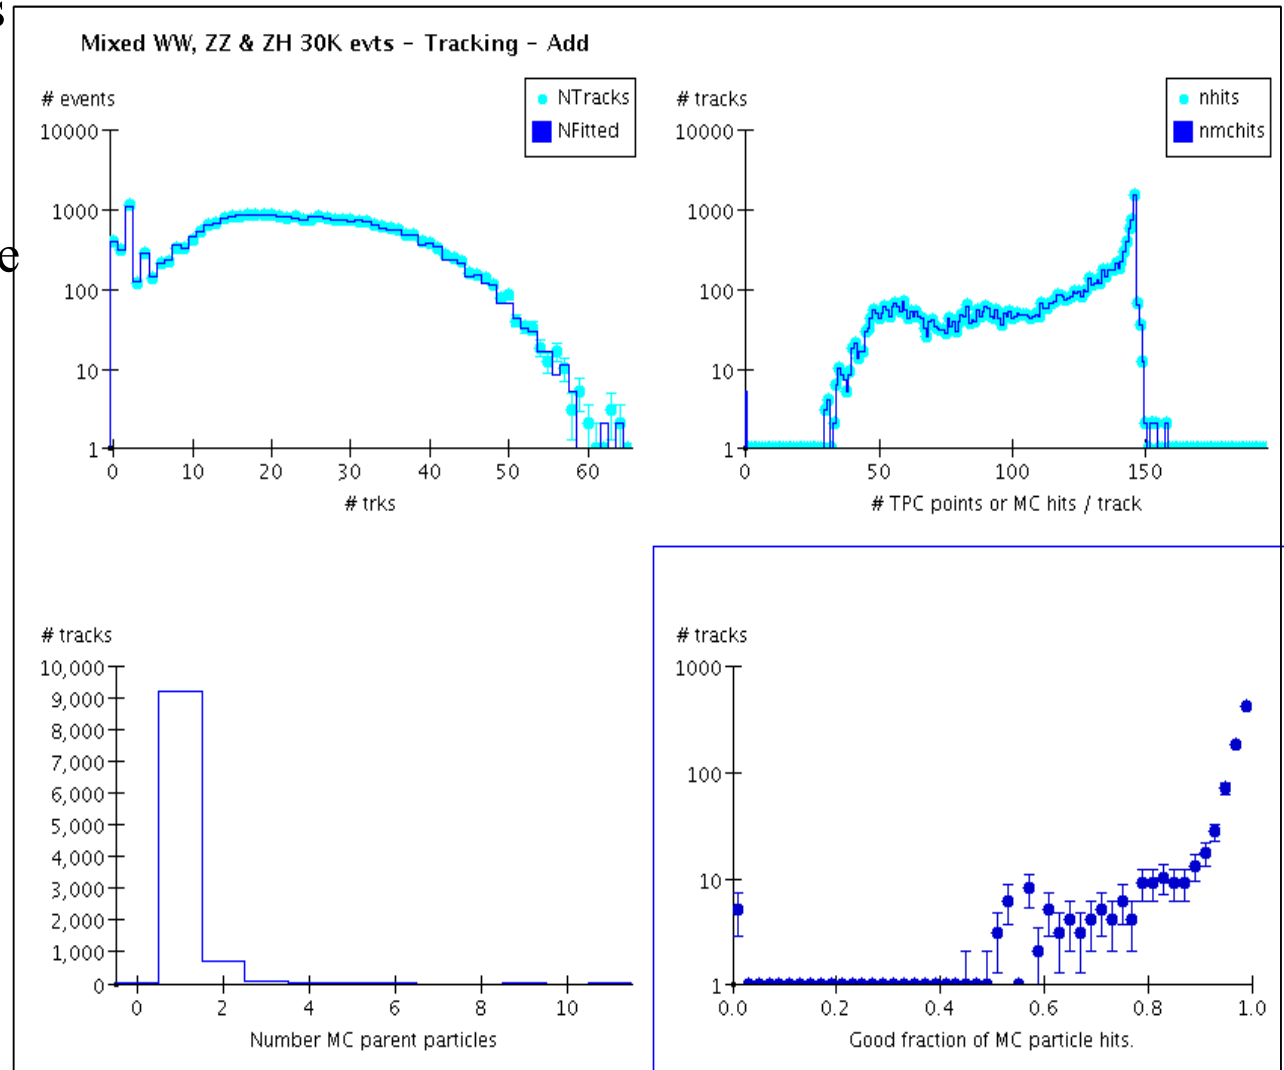 s
Mixed WW, ZZ & ZH 30K evts - Tracking - Add
# events
NTracks
NFitted
10000
1000
100
10
1
0 10 20 30 40 50 60
# trks
# tracks
nhits
nmchits
10000
1000
100
10
1
0 50 100 150
# TPC points or MC hits / track
e
# tracks
10,000
9,000
8,000
7,000
6,000
5,000
4,000
3,000
2,000
1,000
0
0 2 4 6 8 10
Number MC parent particles
# tracks
1000
100
10
1
0.0 0.2 0.4 0.6 0.8 1.0
Good fraction of MC particle hits.